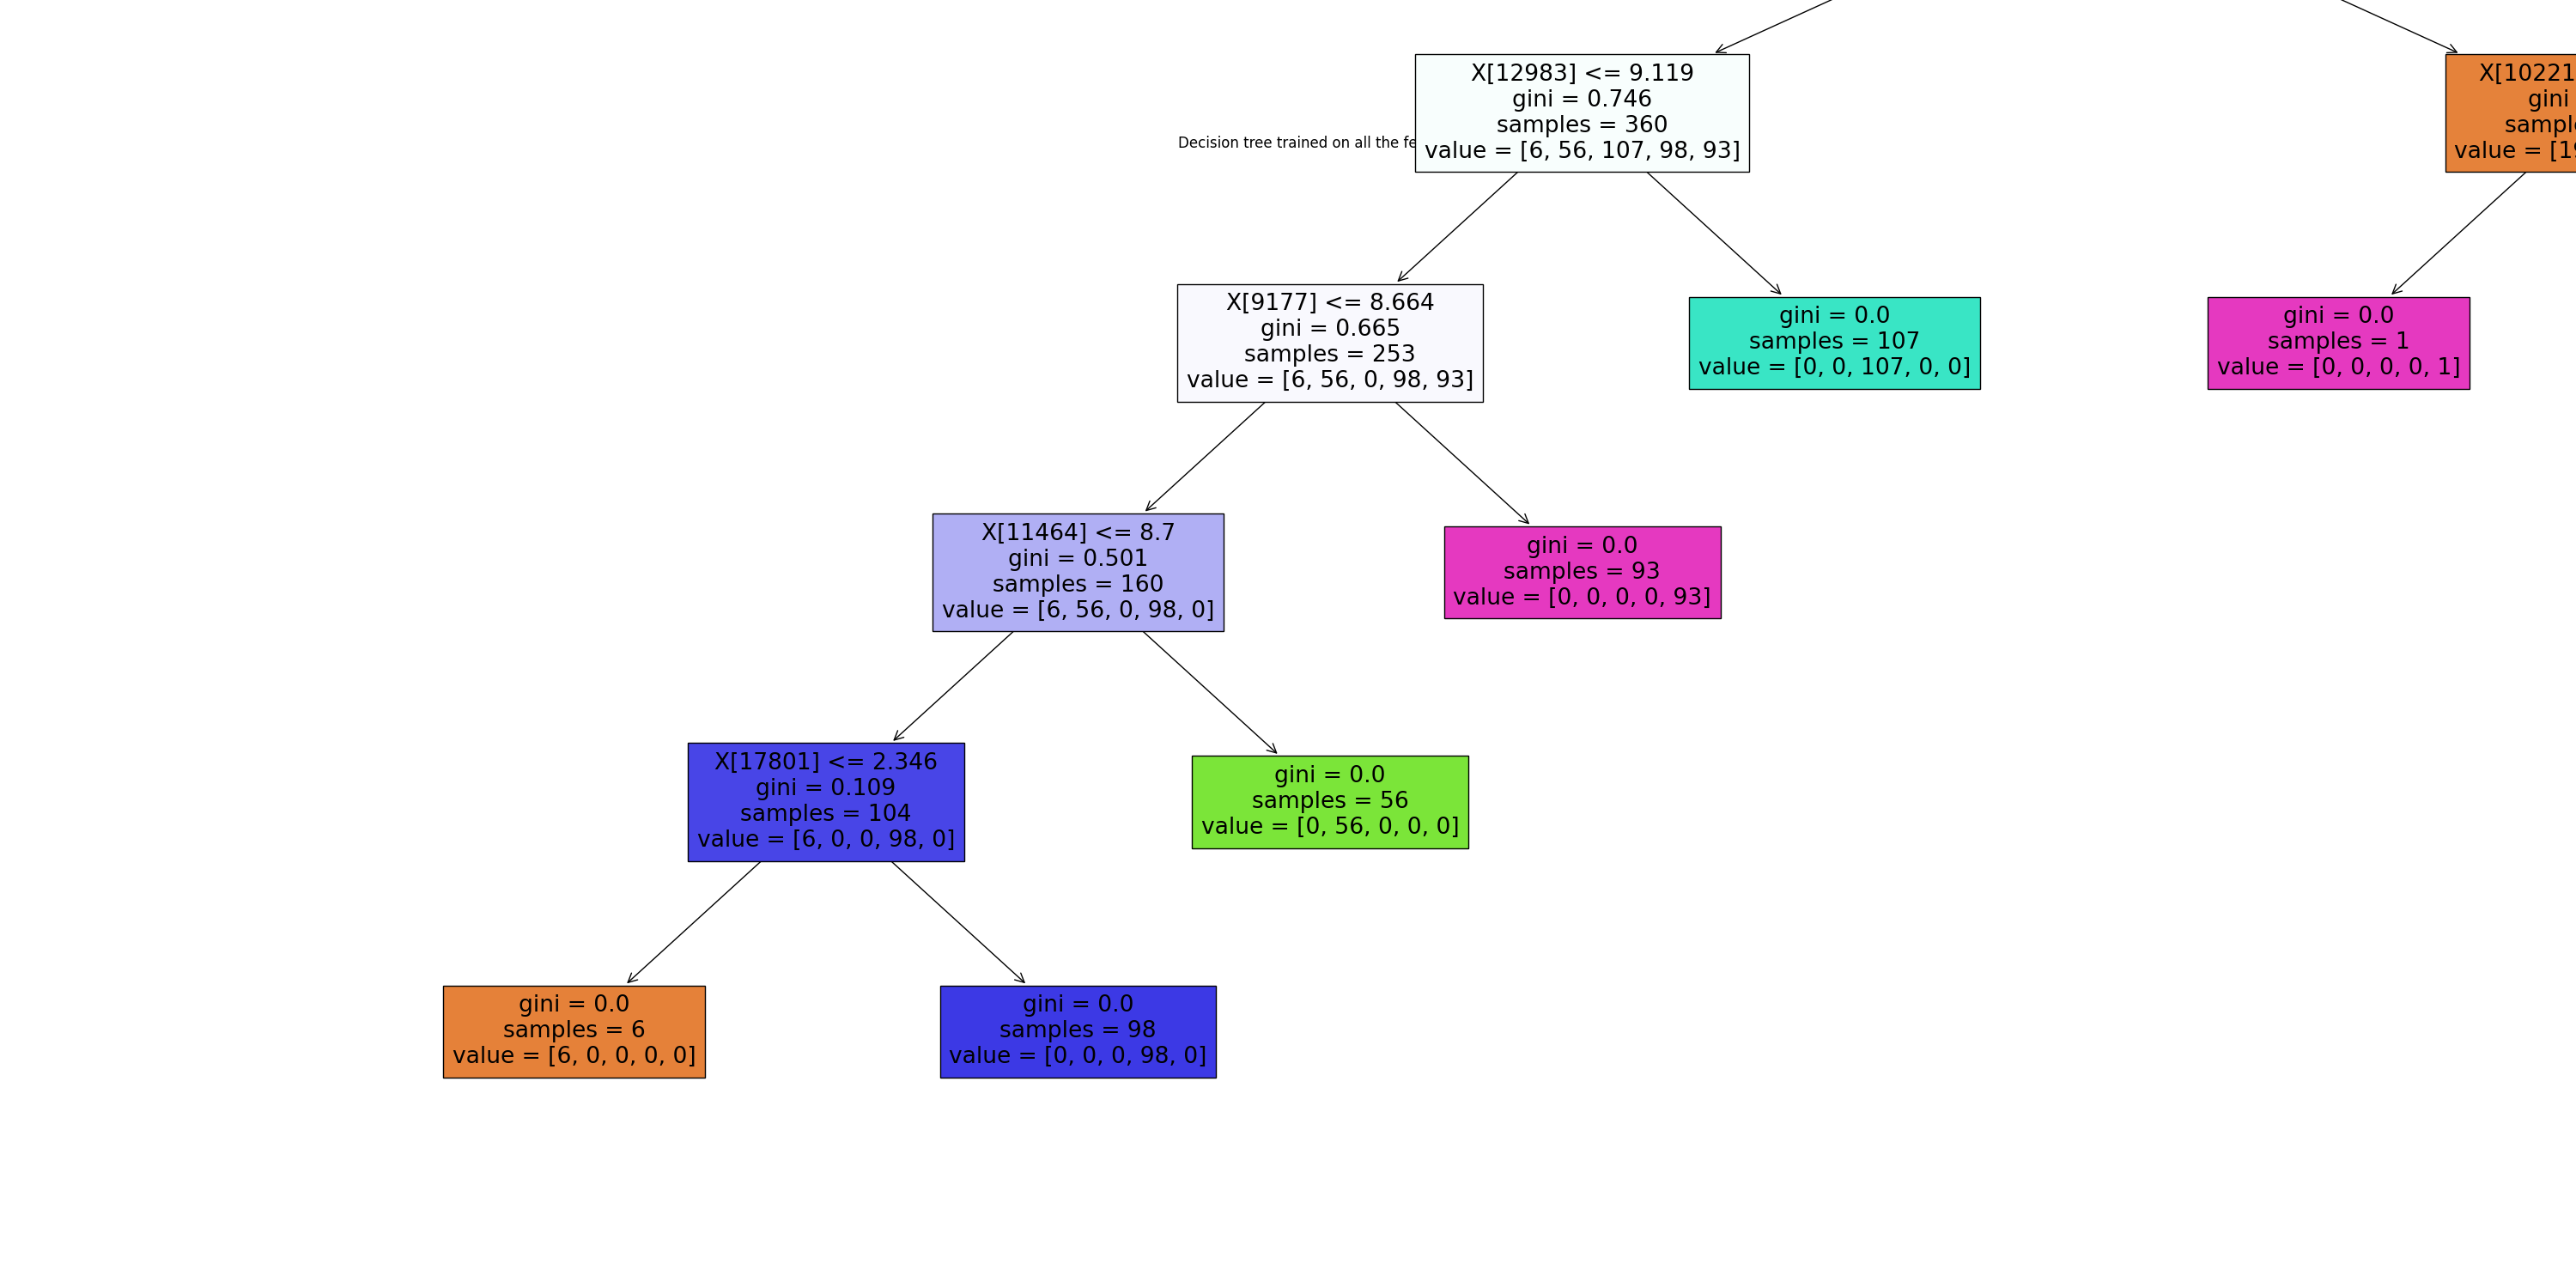 X[12983] <= 9.119
gini = 0.746
samples = 360
value = [6, 56, 107, 98, 93]
X[10221
gini
sample
value = [19
Decision tree trained on all the fe
X[9177] <= 8.664
gini = 0.665
samples = 253
value = [6, 56, 0, 98, 93]
gini = 0.0
samples = 107
value = [0, 0, 107, 0, 0]
gini = 0.0
samples = 1
value = [0, 0, 0, 0, 1]
X[11464] <= 8.7
gini = 0.501
samples = 160
value = [6, 56, 0, 98, 0]
gini = 0.0
samples = 93
value = [0, 0, 0, 0, 93]
X[17801] <= 2.346
gini = 0.109
samples = 104
value = [6, 0, 0, 98, 0]
gini = 0.0
samples = 56
value = [0, 56, 0, 0, 0]
gini = 0.0
samples = 6
value = [6, 0, 0, 0, 0]
gini = 0.0
samples = 98
value = [0, 0, 0, 98, 0]